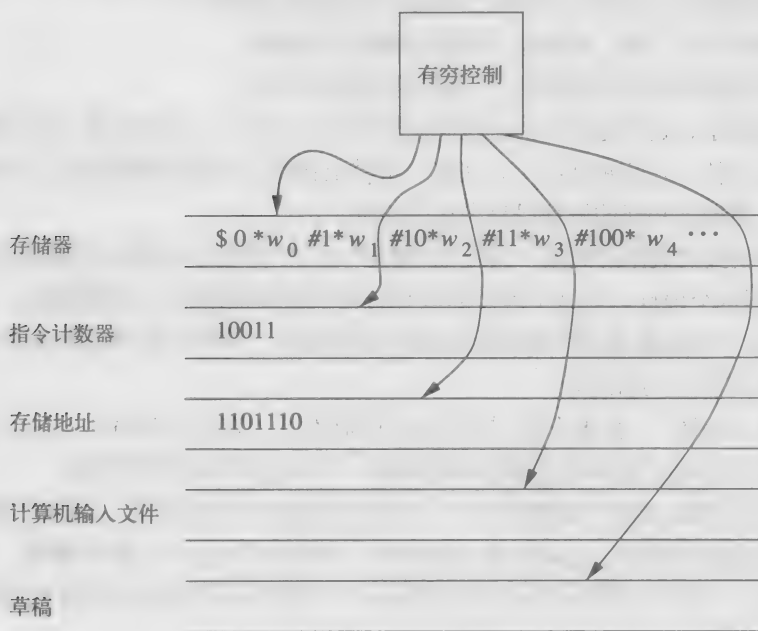 有穷控制
存储器
$ 0 * w0 #1* w1 #10* w2 #11* w3 #100* w4 ···
指令计数器
10011
存储地址
1101110
计算机输入文件
草稿